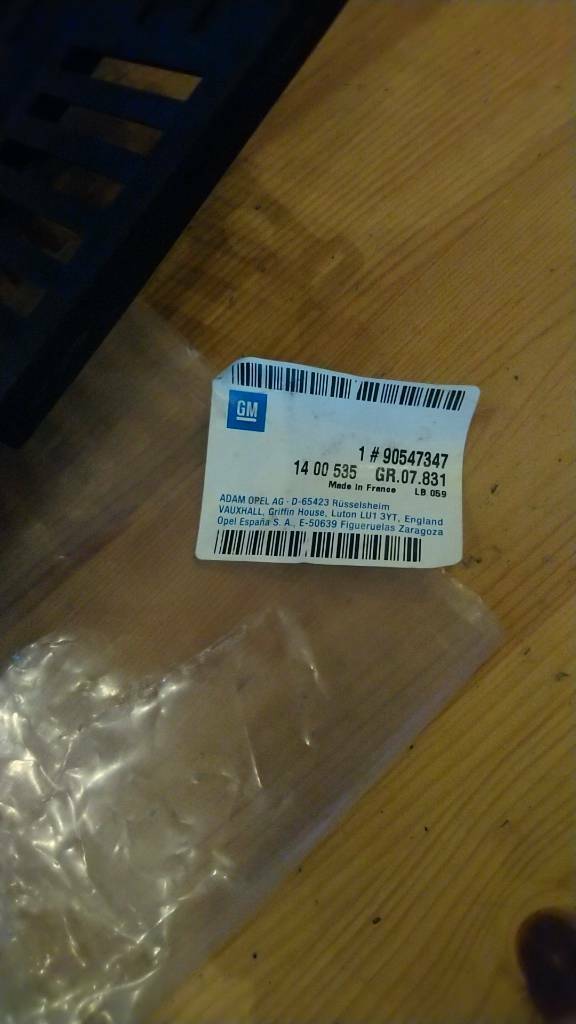 GM
1 # 90547347
14 00 535 GR.07.831
Made in France LB 059
ADAM OPEL AG - D-65423 Rüsselsheim
VAUXHALL, Griffin House, Luton LU1 3YT, England
Opel España S. A., E-50639 Figueruelas Zaragoza